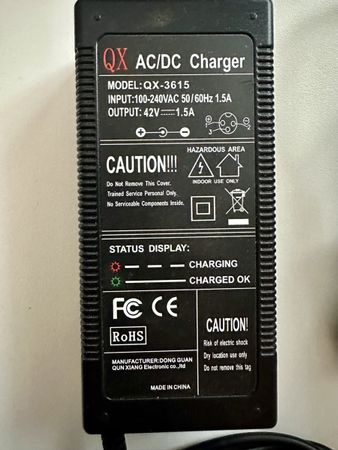 QX AC/DC Charger
MODEL:QX-3615
INPUT:100-240VAC 50/60Hz 1.5A
OUTPUT: 42V⎓1.5A
CAUTION!!!
Do Not Remove This Cover.
Trained Service Personal Only.
No Serviceable Components Inside.
HAZARDOUS AREA
INDOOR USE ONLY
STATUS DISPLAY:
CHARGING
CHARGED OK
FC CE
RoHS
MANUFACTURER:DONG GUAN
QUN XIANG Electronic co.,ltd
MADE IN CHINA
CAUTION!
Risk of electric shock
Dry location use only
Do not remove this tag